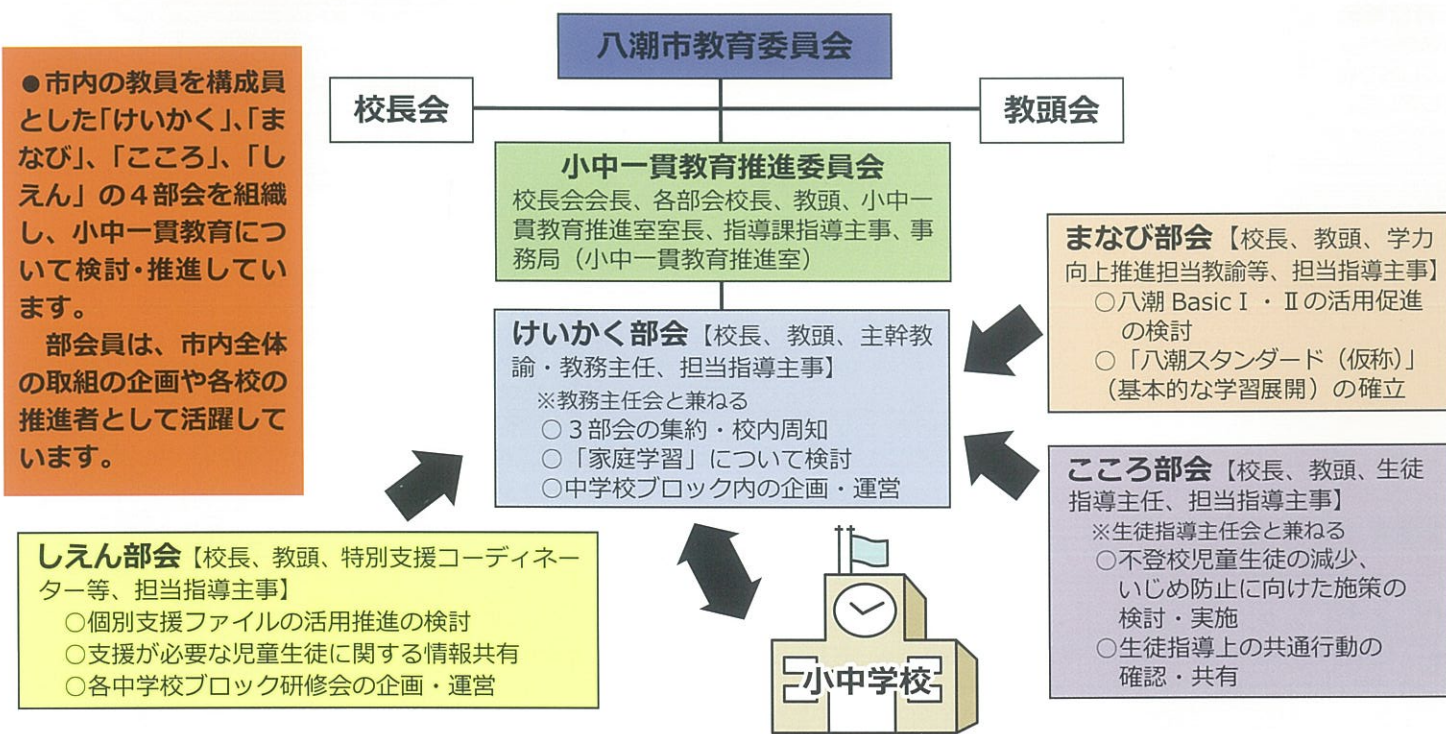 八潮市教育委員会
校長会
教頭会
●市内の教員を構成員
とした「けいかく」、「ま
なび」、「こころ」、「し
えん」の４部会を組織
し、小中一貫教育につ
いて検討・推進してい
ます。
部会員は、市内全体
の取組の企画や各校の
推進者として活躍して
います。
小中一貫教育推進委員会
校長会会長、各部会校長、教頭、小中一
貫教育推進室室長、指導課指導主事、事
務局（小中一貫教育推進室）
けいかく部会【校長、教頭、主幹教
諭・教務主任、担当指導主事】
※教務主任会と兼ねる
○３部会の集約・校内周知
○「家庭学習」について検討
○中学校ブロック内の企画・運営
まなび部会【校長、教頭、学力
向上推進担当教諭等、担当指導主事】
○八潮 Basic Ⅰ・Ⅱの活用促進
の検討
○「八潮スタンダード（仮称）」
（基本的な学習展開）の確立
こころ部会【校長、教頭、生徒
指導主任、担当指導主事】
※生徒指導主任会と兼ねる
○不登校児童生徒の減少、
いじめ防止に向けた施策の
検討・実施
○生徒指導上の共通行動の
確認・共有
しえん部会【校長、教頭、特別支援コーディネー
ター等、担当指導主事】
○個別支援ファイルの活用推進の検討
○支援が必要な児童生徒に関する情報共有
○各中学校ブロック研修会の企画・運営
小中学校